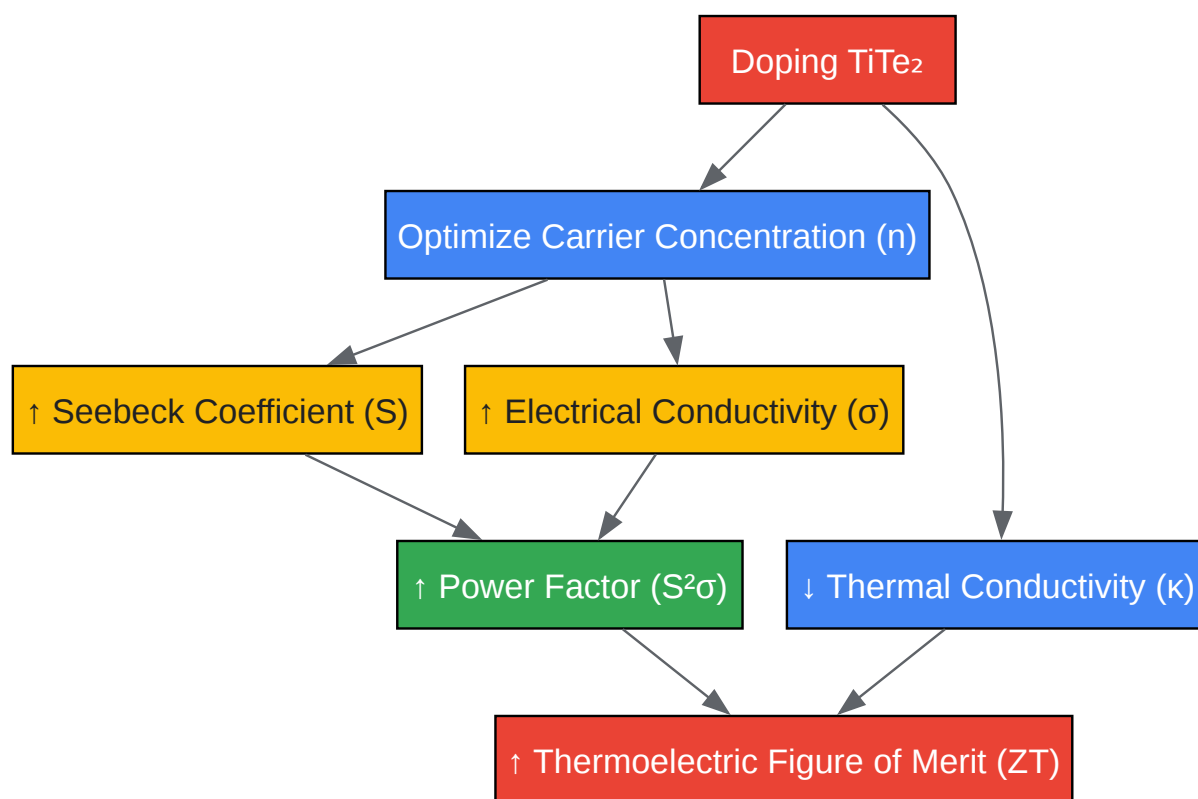 Doping TiTe₂
Optimize Carrier Concentration (n)
↑ Seebeck Coefficient (S)
↑ Electrical Conductivity (σ)
↑ Power Factor (S²σ)
↓ Thermal Conductivity (κ)
↑ Thermoelectric Figure of Merit (ZT)